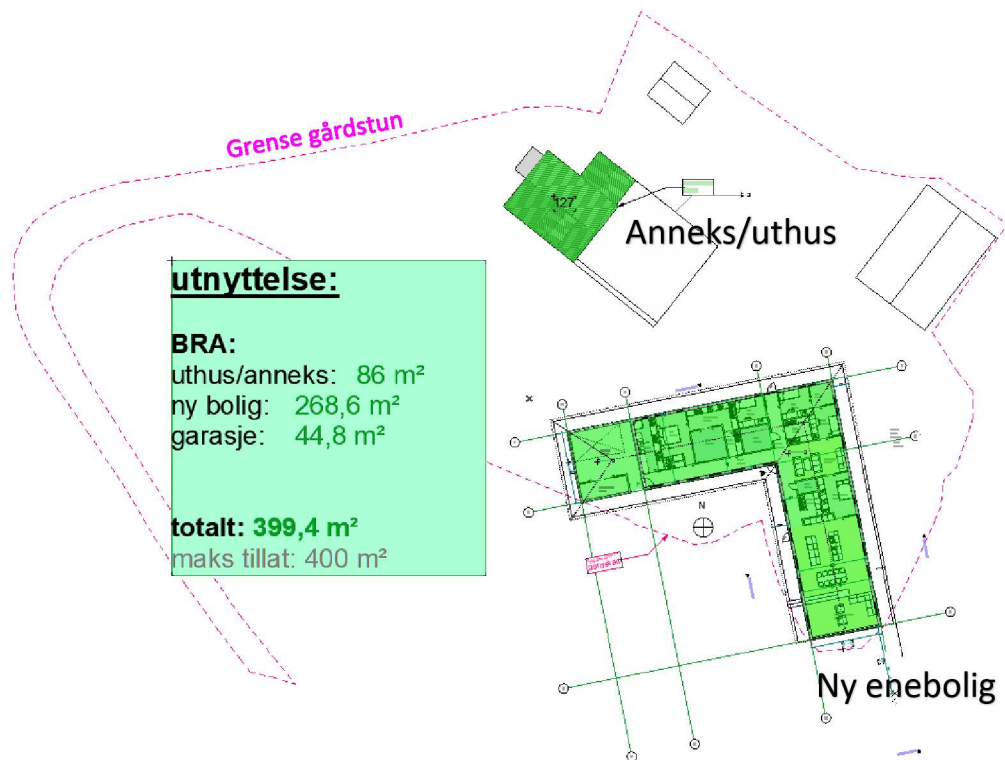 Grense gårdstun
127
Anneks/uthus
utnyttelse:
BRA:
uthus/anneks: 86 m²
ny bolig: 268,6 m²
garasje: 44,8 m²
totalt: 399,4 m²
maks tillat: 400 m²
N
Ny enebolig